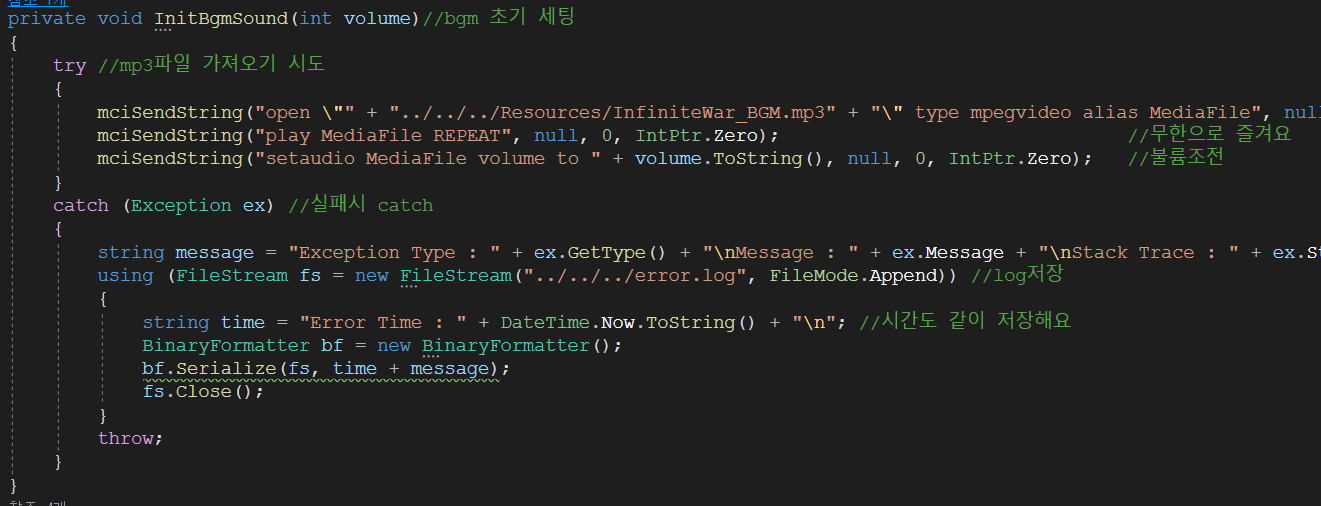 private void InitBgmSound(int volume)//bgm 초기 세팅
{
try //mp3파일 가져오기 시도
{
mciSendString("open \"" + "../../../Resources/InfiniteWar_BGM.mp3" + "\" type mpegvideo alias MediaFile", nul
mciSendString("play MediaFile REPEAT", null, 0, IntPtr.Zero); //무한으로 즐겨요
mciSendString("setaudio MediaFile volume to " + volume.ToString(), null, 0, IntPtr.Zero); //볼륨조전
}
catch (Exception ex) //실패시 catch
{
string message = "Exception Type : " + ex.GetType() + "\nMessage : " + ex.Message + "\nStack Trace : " + ex.St
using (FileStream fs = new FileStream("../../../error.log", FileMode.Append)) //log저장
{
string time = "Error Time : " + DateTime.Now.ToString() + "\n"; //시간도 같이 저장해요
BinaryFormatter bf = new BinaryFormatter();
bf.Serialize(fs, time + message);
fs.Close();
}
throw;
}
}